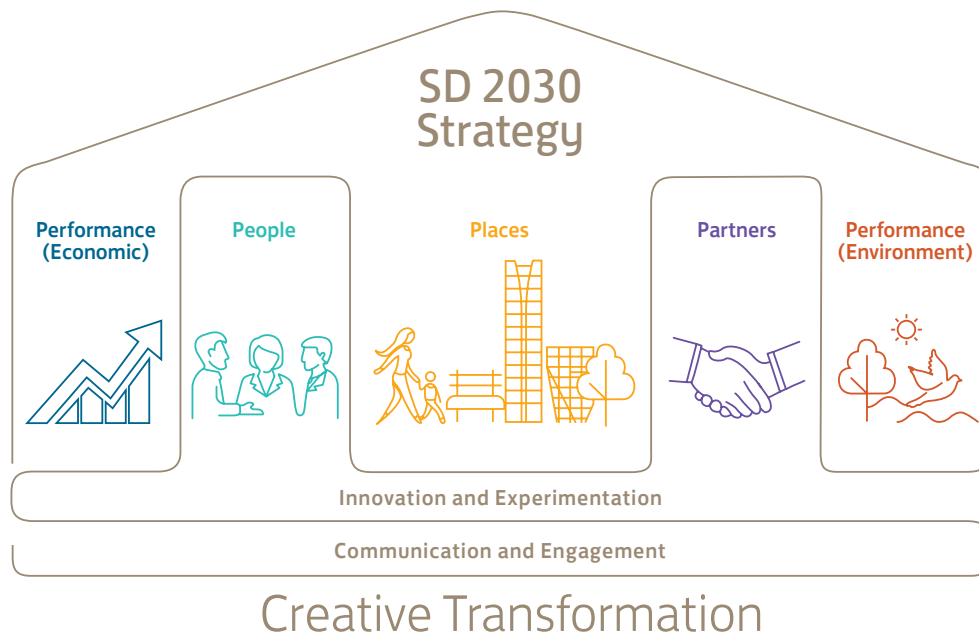 SD 2030
Strategy
Performance
(Economic)
People
Places
Partners
Performance
(Environment)
Innovation and Experimentation
Communication and Engagement
Creative Transformation